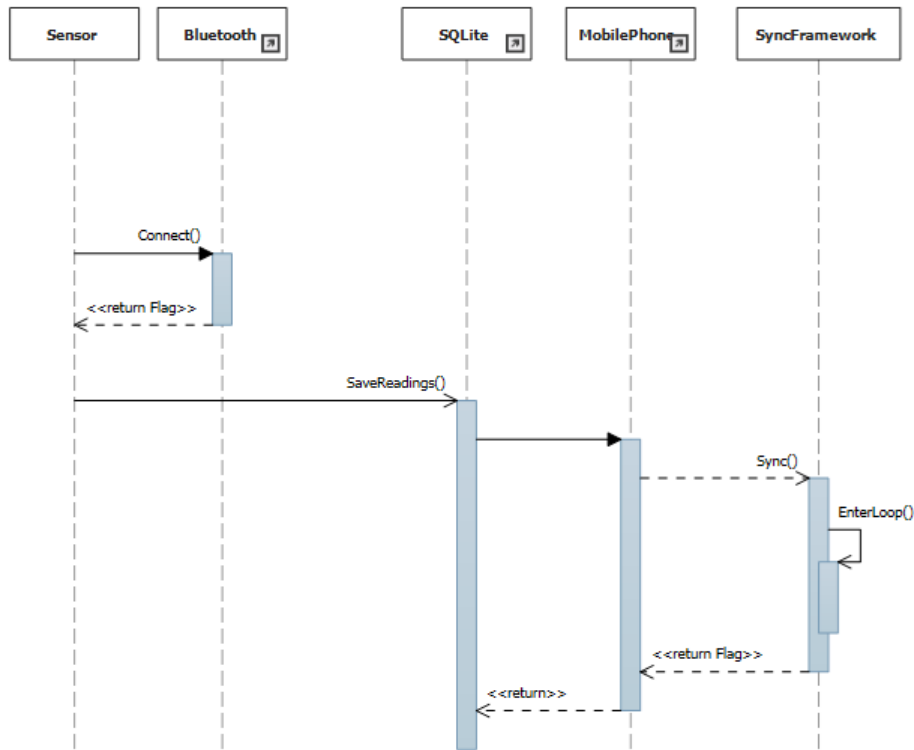 Sensor
Bluetooth
SQLite
MobilePhone
SyncFramework
Connect()
<<return Flag>>
SaveReadings()
Sync()
EnterLoop()
<<return Flag>>
<<return>>